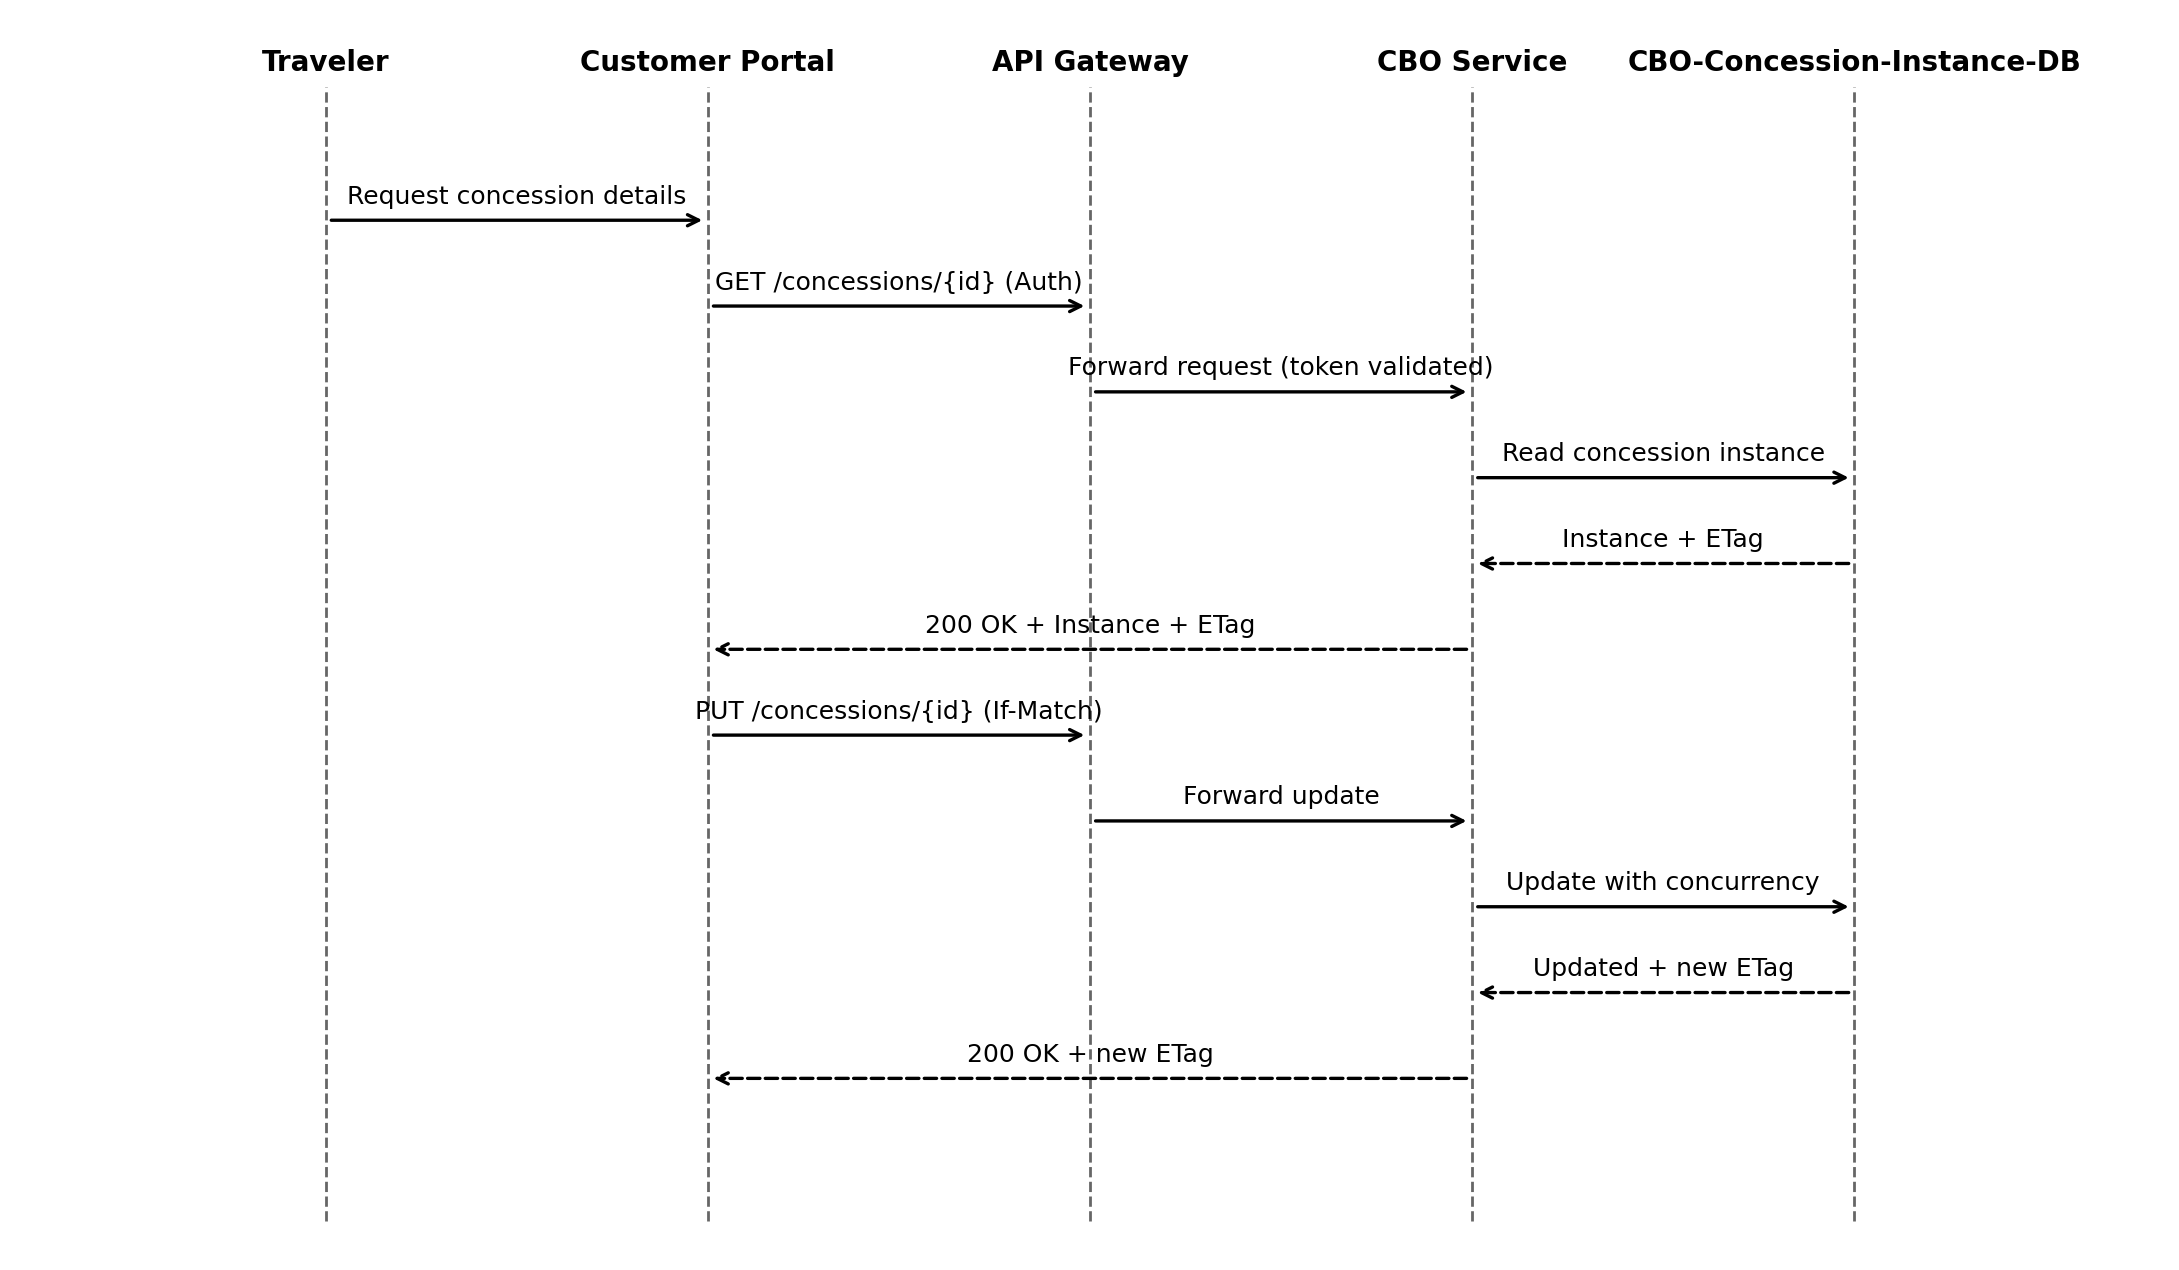 Traveler
Customer Portal
API Gateway
CBO Service
CBO-Concession-Instance-DB
Request concession details
GET /concessions/{id} (Auth)
Forward request (token validated)
Read concession instance
Instance + ETag
200 OK + Instance + ETag
PUT /concessions/{id} (If-Match)
Forward update
Update with concurrency
Updated + new ETag
200 OK + new ETag